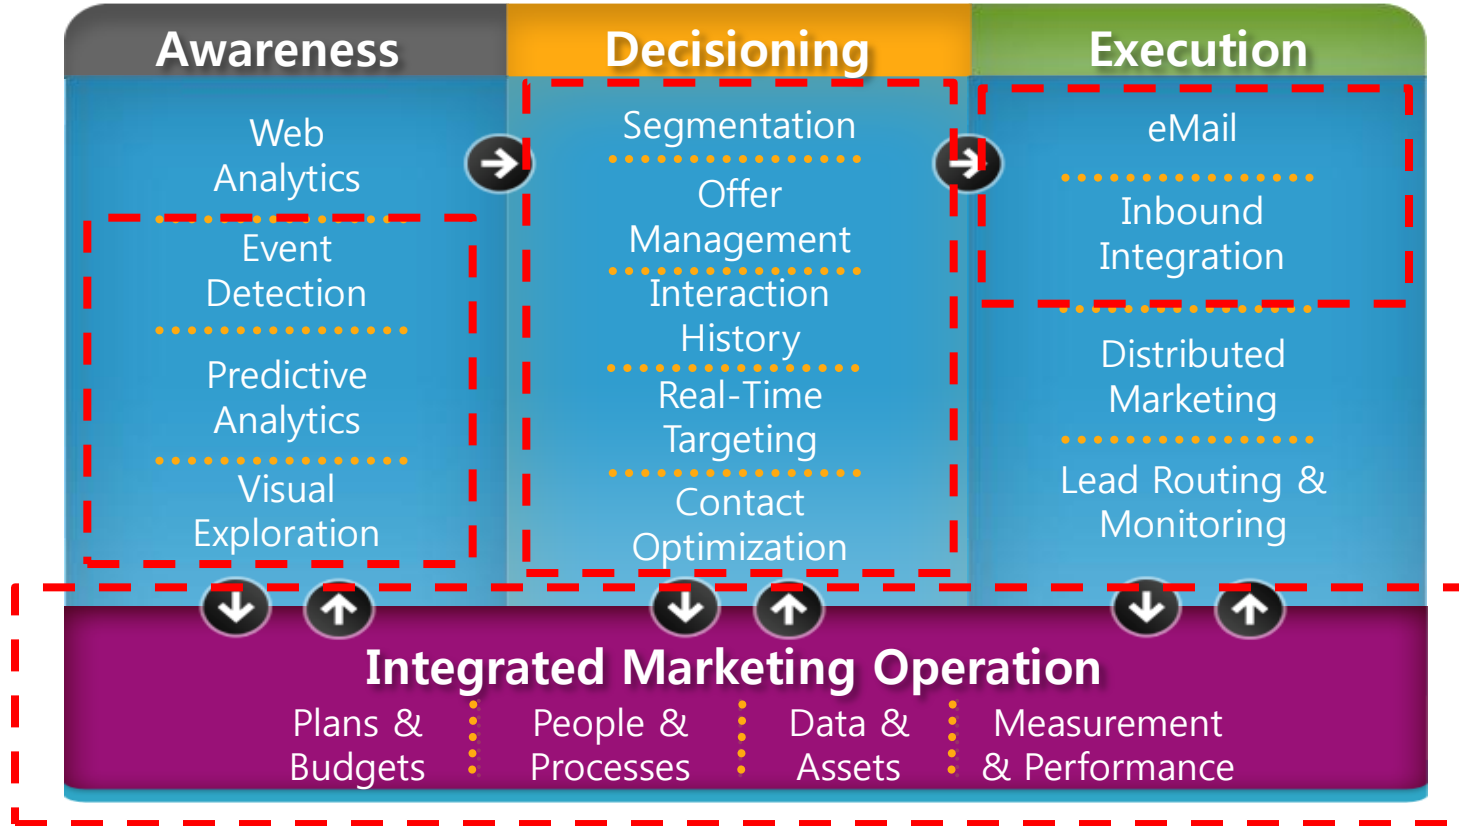 Awareness
Web
Analytics
Event
Detection
Predictive
Analytics
Visual
Exploration
Decisioning
Segmentation
Offer
Management
Interaction
History
Real-Time
Targeting
Contact
Optimization
Execution
eMail
Inbound
Integration
Distributed
Marketing
Lead Routing &
Monitoring
Integrated Marketing Operation
Plans &
Budgets
People &
Processes
Data &
Assets
Measurement
& Performance